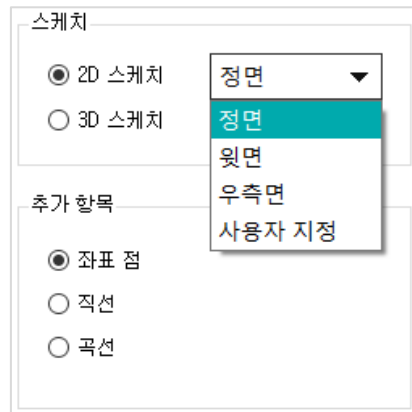 스케치
2D 스케치
정면
3D 스케치
정면
윗면
우측면
사용자 지정
추가 항목
좌표 점
직선
곡선